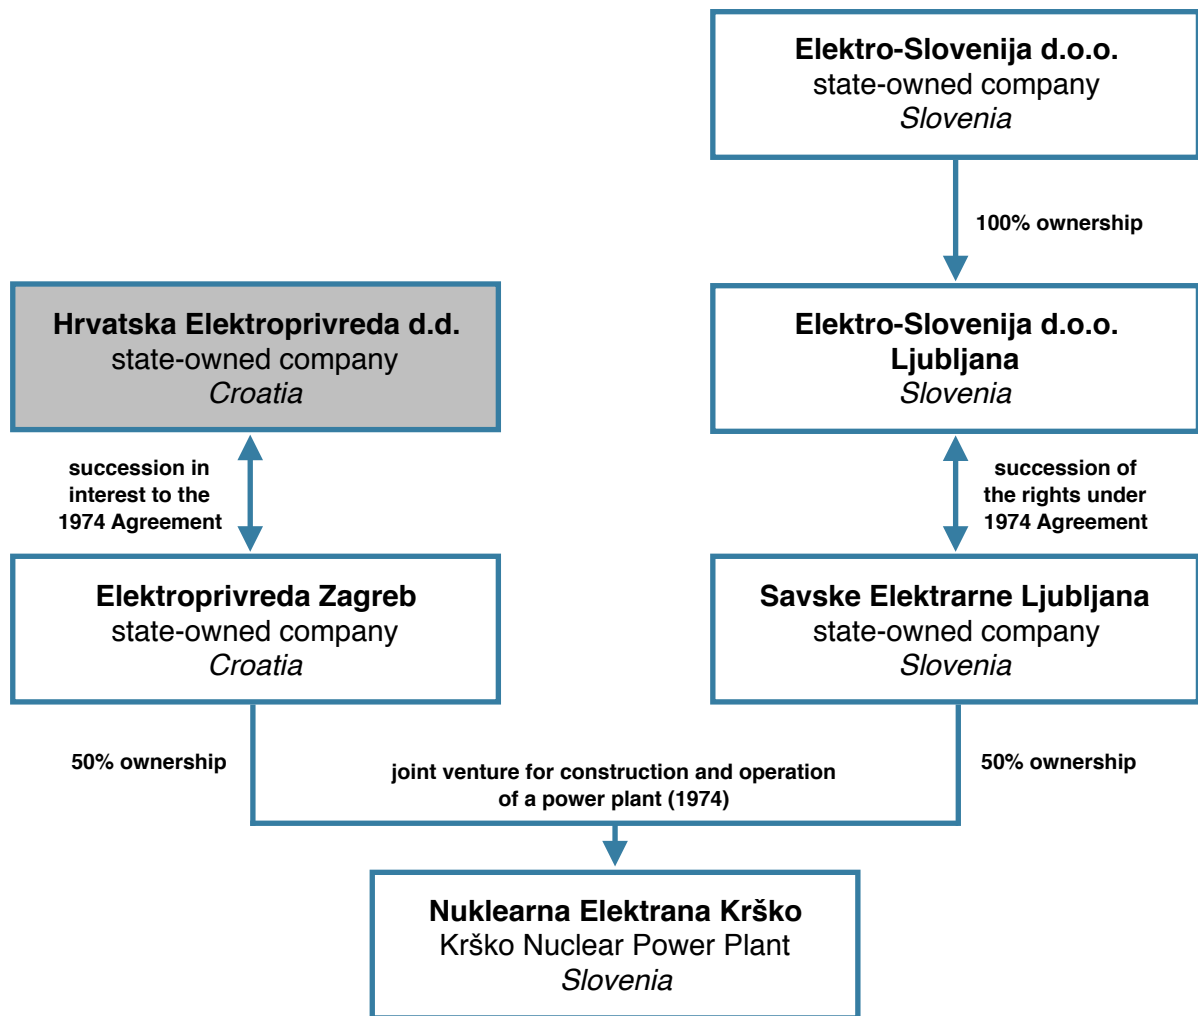 Elektro-Slovenija d.o.o.
state-owned company
Slovenia
100% ownership
Hrvatska Elektroprivreda d.d.
state-owned company
Croatia
Elektro-Slovenija d.o.o.
Ljubljana
Slovenia
succession in
interest to the
1974 Agreement
succession of
the rights under
1974 Agreement
Elektroprivreda Zagreb
state-owned company
Croatia
Savske Elektrarne Ljubljana
state-owned company
Slovenia
50% ownership
joint venture for construction and operation
of a power plant (1974)
50% ownership
Nuklearna Elektrana Krško
Krško Nuclear Power Plant
Slovenia